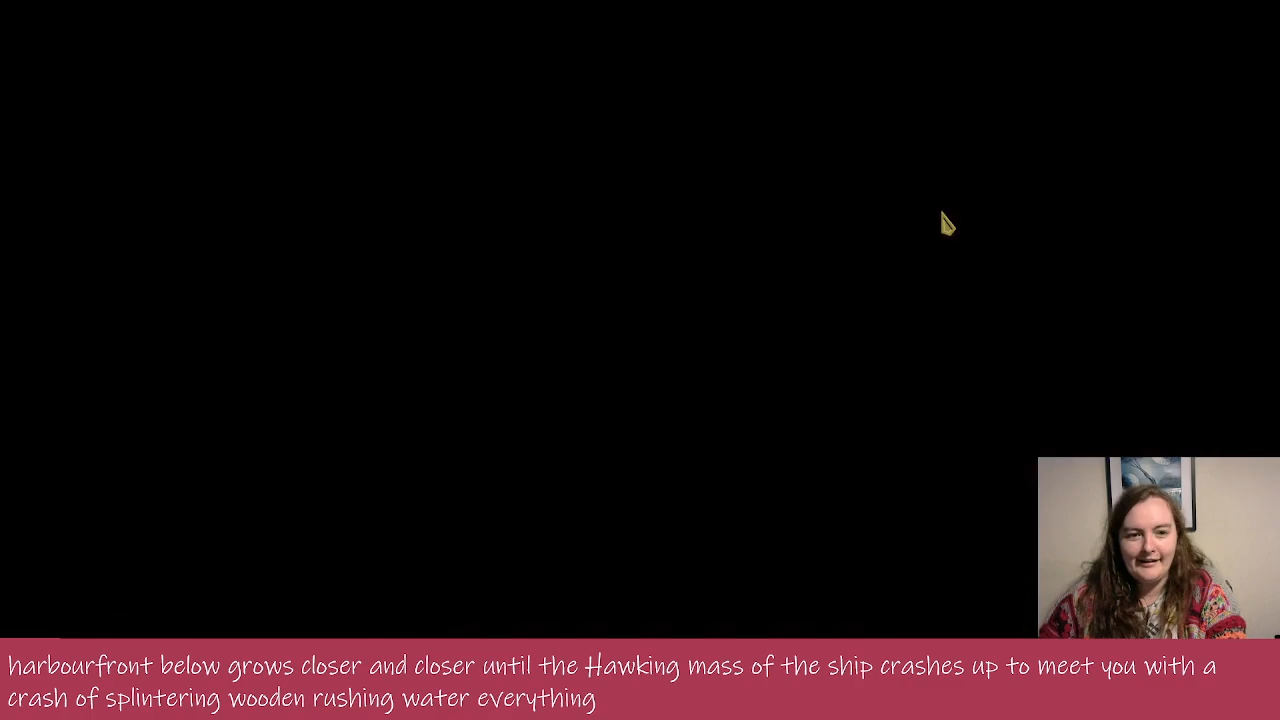 harbourfront below grows closer and closer until the Hawking mass of the ship crashes up to meet you with a
crash of splintering wooden rushing water everything